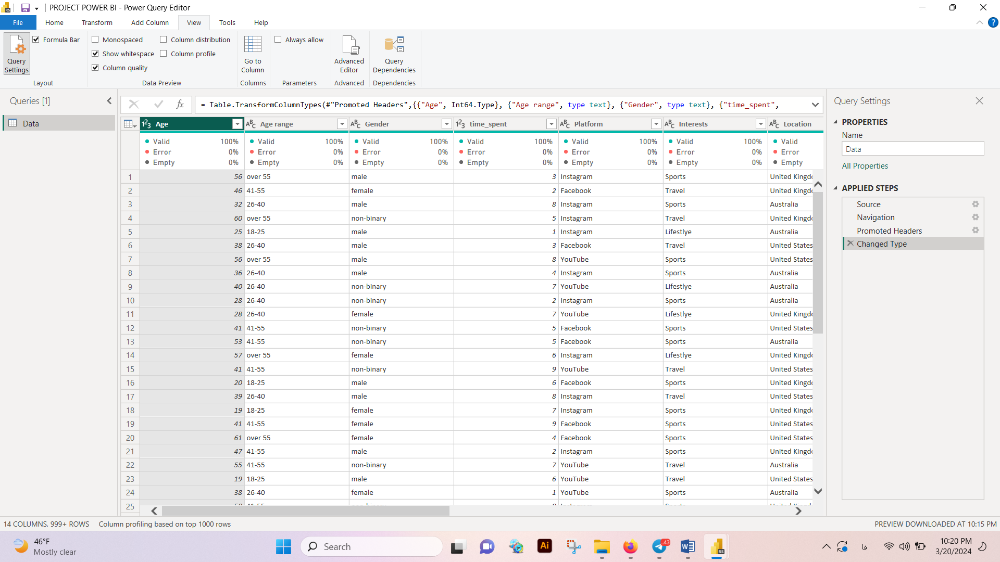 PROJECT POWER BI - Power Query Editor
File Home Transform Add Column View Tools Help
Query Settings
Formula Bar
Layout
Monospaced
Show whitespace
Column quality
Column distribution
Column profile
Data Preview
Go to Column
Columns
Always allow
Parameters
Advanced Editor
Advanced
Query Dependencies
Dependencies
Queries [1]
Data
fx = Table.TransformColumnTypes(#"Promoted Headers",{{"Age", Int64.Type}, {"Age range", type text}, {"Gender", type text}, {"time_spent",
1²3 Age ABC Age range ABC Gender 1²3 time_spent ABC Platform ABC Interests ABC Location
Valid 100% Valid 100% Valid 100% Valid 100% Valid 100% Valid 100% Valid
Error 0% Error 0% Error 0% Error 0% Error 0% Error 0% Error
Empty 0% Empty 0% Empty 0% Empty 0% Empty 0% Empty 0% Empty
1 56 over 55 male 3 Instagram Sports United Kingd
2 46 41-55 female 2 Facebook Travel United Kingd
3 32 26-40 male 8 Instagram Sports Australia
4 60 over 55 non-binary 5 Instagram Travel United Kingd
5 25 18-25 male 1 Instagram Lifestlye Australia
6 38 26-40 male 3 Facebook Travel United States
7 56 over 55 male 8 YouTube Sports United States
8 36 26-40 male 4 Instagram Sports Australia
9 40 26-40 non-binary 7 YouTube Lifestlye Australia
10 28 26-40 non-binary 2 Instagram Sports Australia
11 28 26-40 female 7 YouTube Lifestlye United Kingd
12 41 41-55 non-binary 5 Facebook Sports United States
13 53 41-55 non-binary 5 Facebook Sports Australia
14 57 over 55 female 6 Instagram Lifestlye United Kingd
15 41 41-55 non-binary 9 YouTube Travel United States
16 20 18-25 male 6 Facebook Sports United Kingd
17 39 26-40 male 8 Instagram Travel United States
18 19 18-25 female 7 Instagram Sports United Kingd
19 41 41-55 female 9 Facebook Sports United States
20 61 over 55 female 4 Facebook Sports United States
21 47 41-55 male 2 Instagram Sports United Kingd
22 55 41-55 non-binary 7 YouTube Travel Australia
23 19 18-25 male 6 YouTube Travel United States
24 38 26-40 female 1 YouTube Sports Australia
25
Query Settings
PROPERTIES
Name
Data
All Properties
APPLIED STEPS
Source
Navigation
Promoted Headers
Changed Type
14 COLUMNS, 999+ ROWS Column profiling based on top 1000 rows PREVIEW DOWNLOADED AT 10:15 PM
46°F
Mostly clear
Search
Ai
43
RS
فا
10:20 PM
3/20/2024